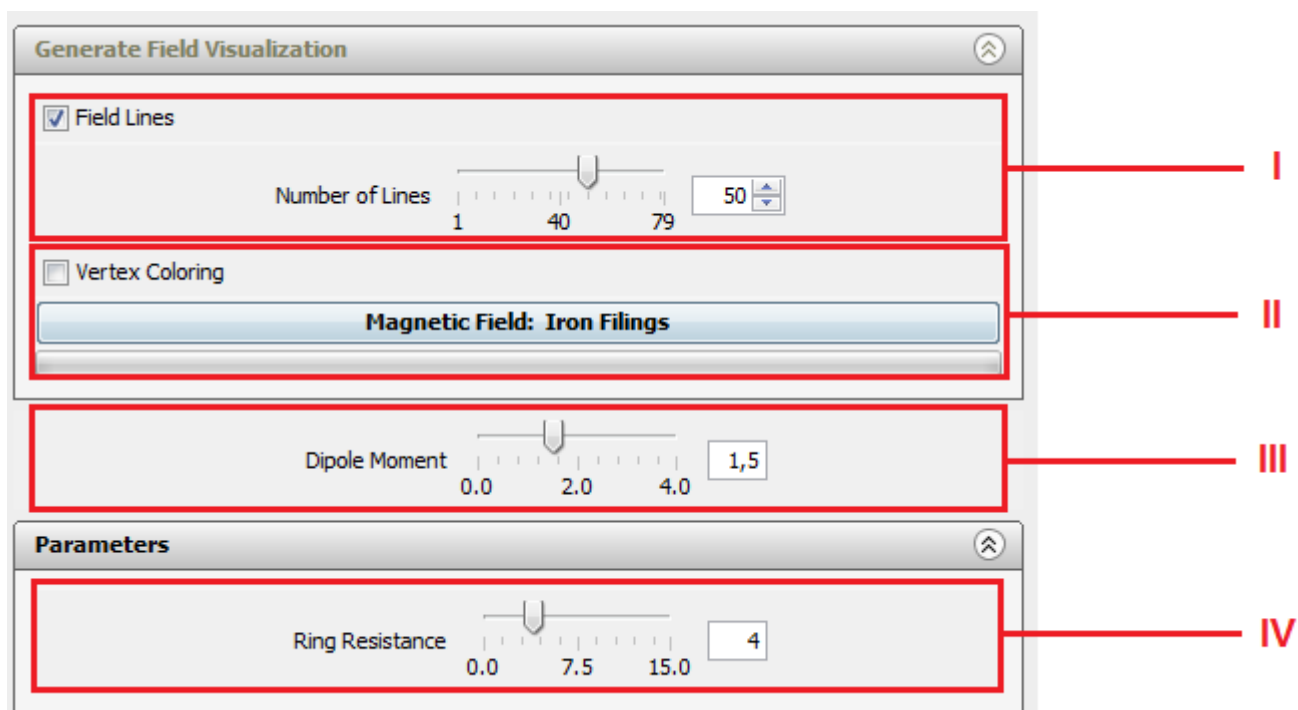 Generate Field Visualization
Field Lines
I
Number of Lines 50
1 40 79
Vertex Coloring
Magnetic Field: Iron Filings
II
Dipole Moment 1,5
III
0.0 2.0 4.0
Parameters
Ring Resistance 4
IV
0.0 7.5 15.0